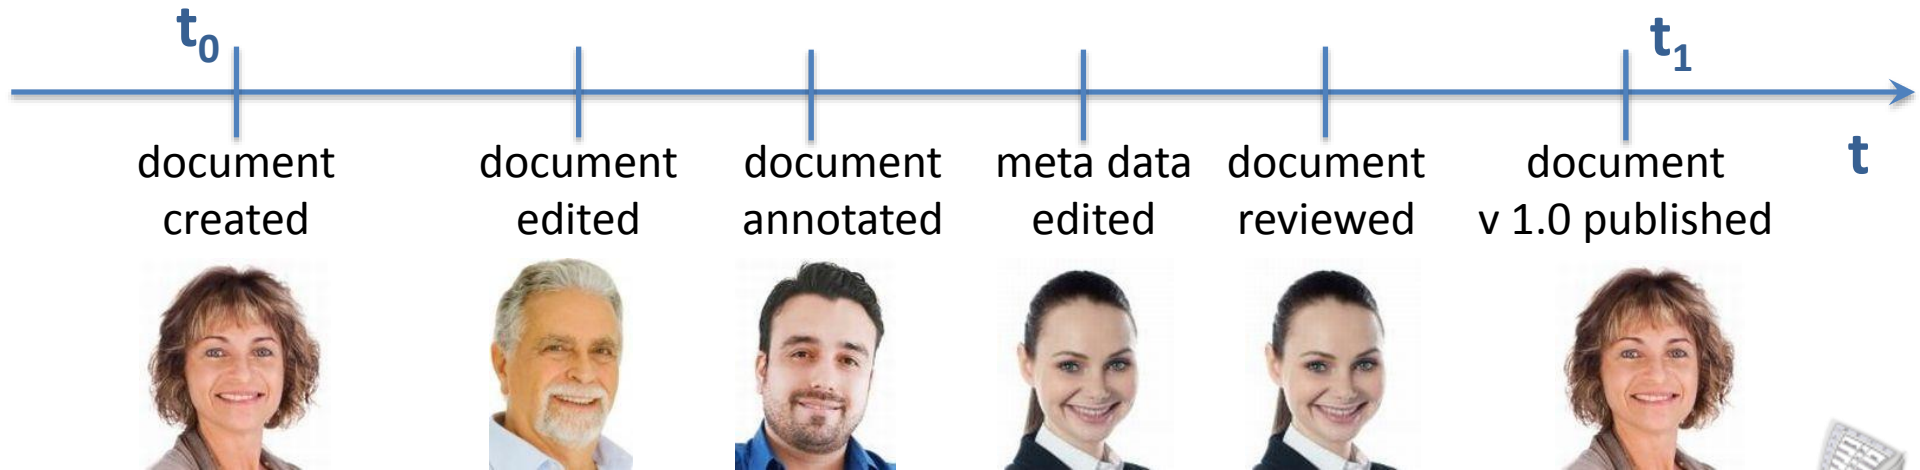 t₀
t₁
t
document
created
document
edited
document
annotated
meta data
edited
document
reviewed
document
v 1.0 published